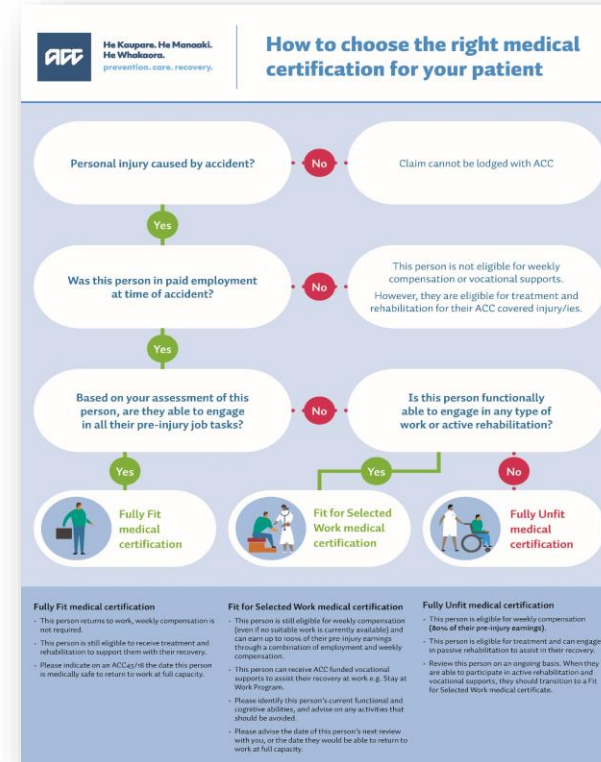 ACC
He Kaupare. He Manaaki.
He Whakaora.
prevention. care. recovery.
How to choose the right medical
certification for your patient
Personal injury caused by accident?
No
Claim cannot be lodged with ACC
Yes
Was this person in paid employment
at time of accident?
No
This person is not eligible for weekly
compensation or vocational supports.
However, they are eligible for treatment and
rehabilitation for their ACC covered injury/ies.
Yes
Based on your assessment of this
person, are they able to engage
in all their pre-injury job tasks?
No
Is this person functionally
able to engage in any type of
work or active rehabilitation?
Yes
Yes
No
Fully Fit
medical
certification
Fit for Selected
Work medical
certification
Fully Unfit
medical
certification
Fully Fit medical certification
- This person returns to work, weekly compensation is
not required.
- This person is still eligible to receive treatment and
rehabilitation to support them with their recovery.
- Please indicate on an ACC45/18 the date this person
is medically safe to return to work at full capacity.
Fit for Selected Work medical certification
- This person is still eligible for weekly compensation
(even if no suitable work is currently available) and
can earn up to 100% of their pre-injury earnings
through a combination of employment and weekly
compensation.
- This person can receive ACC funded vocational
supports to assist their recovery at work e.g. Stay at
Work Program.
- Please identify this person's current functional and
cognitive abilities, and advise on any activities that
should be avoided.
- Please advise the date of this person's next review
with you, or the date they would be able to return to
work at full capacity.
Fully Unfit medical certification
- This person is eligible for weekly compensation
(80% of their pre-injury earnings).
- This person is eligible for treatment and can engage
in passive rehabilitation to assist in their recovery.
- Review this person on an ongoing basis. When they
are able to participate in active rehabilitation and
vocational supports, they should transition to a Fit
for Selected Work medical certificate.